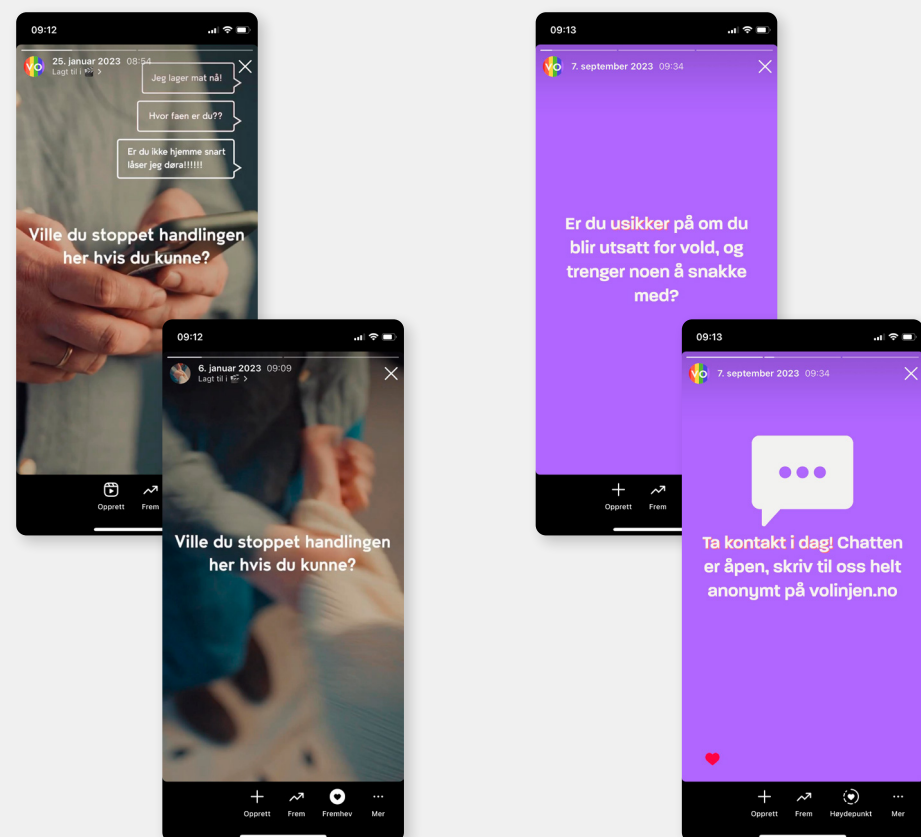 09:12
VO
25. januar 2023 08:54
Lagt til i
Jeg lager mat nå!
Hvor faen er du??
Er du ikke hjemme snart
låser jeg døra!!!!!!
Ville du stoppet handlingen
her hvis du kunne?
Opprett
Frem
09:12
6. januar 2023 09:09
Lagt til i
Ville du stoppet handlingen
her hvis du kunne?
Opprett
Frem
Fremhev
Mer
09:13
VO
7. september 2023 09:34
Er du usikker på om du
blir utsatt for vold, og
trenger noen å snakke
med?
Opprett
Frem
09:13
VO
7. september 2023 09:34
Ta kontakt i dag! Chatten
er åpen, skriv til oss helt
anonymt på volinjen.no
Opprett
Frem
Høydepunkt
Mer